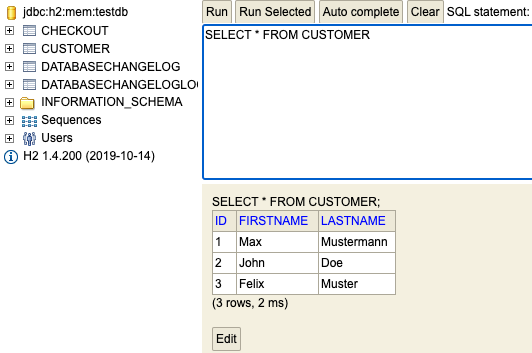 jdbc:h2:mem:testdb
CHECKOUT
CUSTOMER
DATABASECHANGELOG
DATABASECHANGELOGLO
INFORMATION_SCHEMA
Sequences
Users
H2 1.4.200 (2019-10-14)
Run Run Selected Auto complete Clear SQL statement:
SELECT * FROM CUSTOMER
SELECT * FROM CUSTOMER;
ID FIRSTNAME LASTNAME
1 Max Mustermann
2 John Doe
3 Felix Muster
(3 rows, 2 ms)
Edit